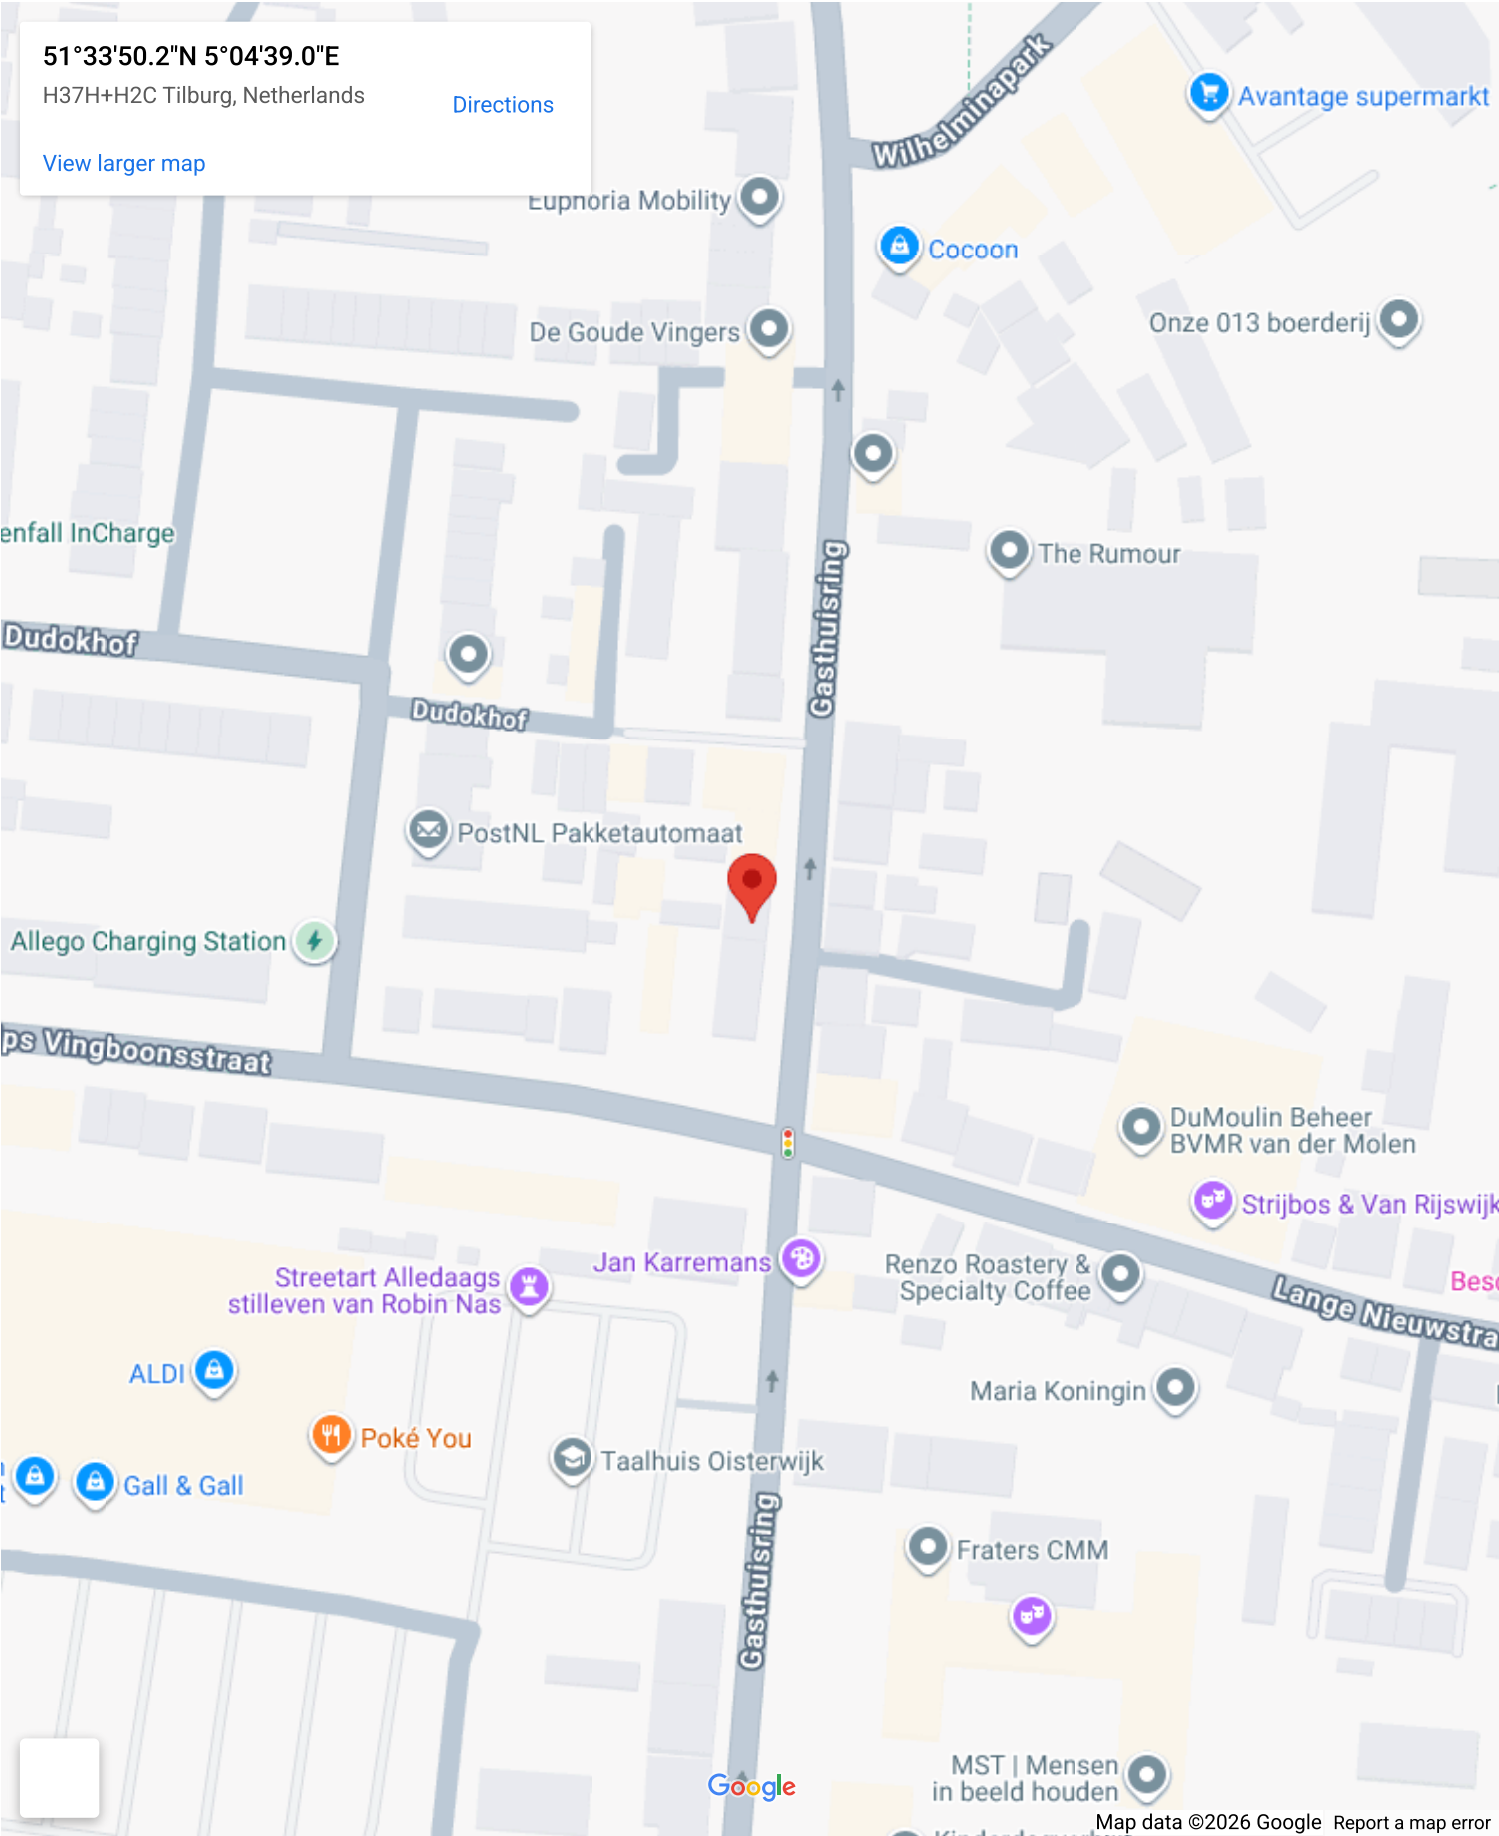 51°33'50.2"N 5°04'39.0"E
H37H+H2C Tilburg, Netherlands
Directions
View larger map
Wilhelminapark
Avantage supermarkt
Euphoria Mobility
Cocoon
De Goude Vingers
Onze 013 boerderij
enfall InCharge
The Rumour
Gasthuisring
Dudokhof
Dudokhof
PostNL Pakketautomaat
Allego Charging Station
ps Vingboonsstraat
DuMoulin Beheer
BVMR van der Molen
Strijbos & Van Rijswijk
Jan Karremans
Renzo Roastery &
Specialty Coffee
Streetart Alledaags
stilleven van Robin Nas
Besc
Lange Nieuwstra
ALDI
Maria Koningin
Poké You
Taalhuis Oisterwijk
Gall & Gall
t
Gasthuisring
Fraters CMM
MST | Mensen
in beeld houden
Google
Map data ©2026 Google
Report a map error